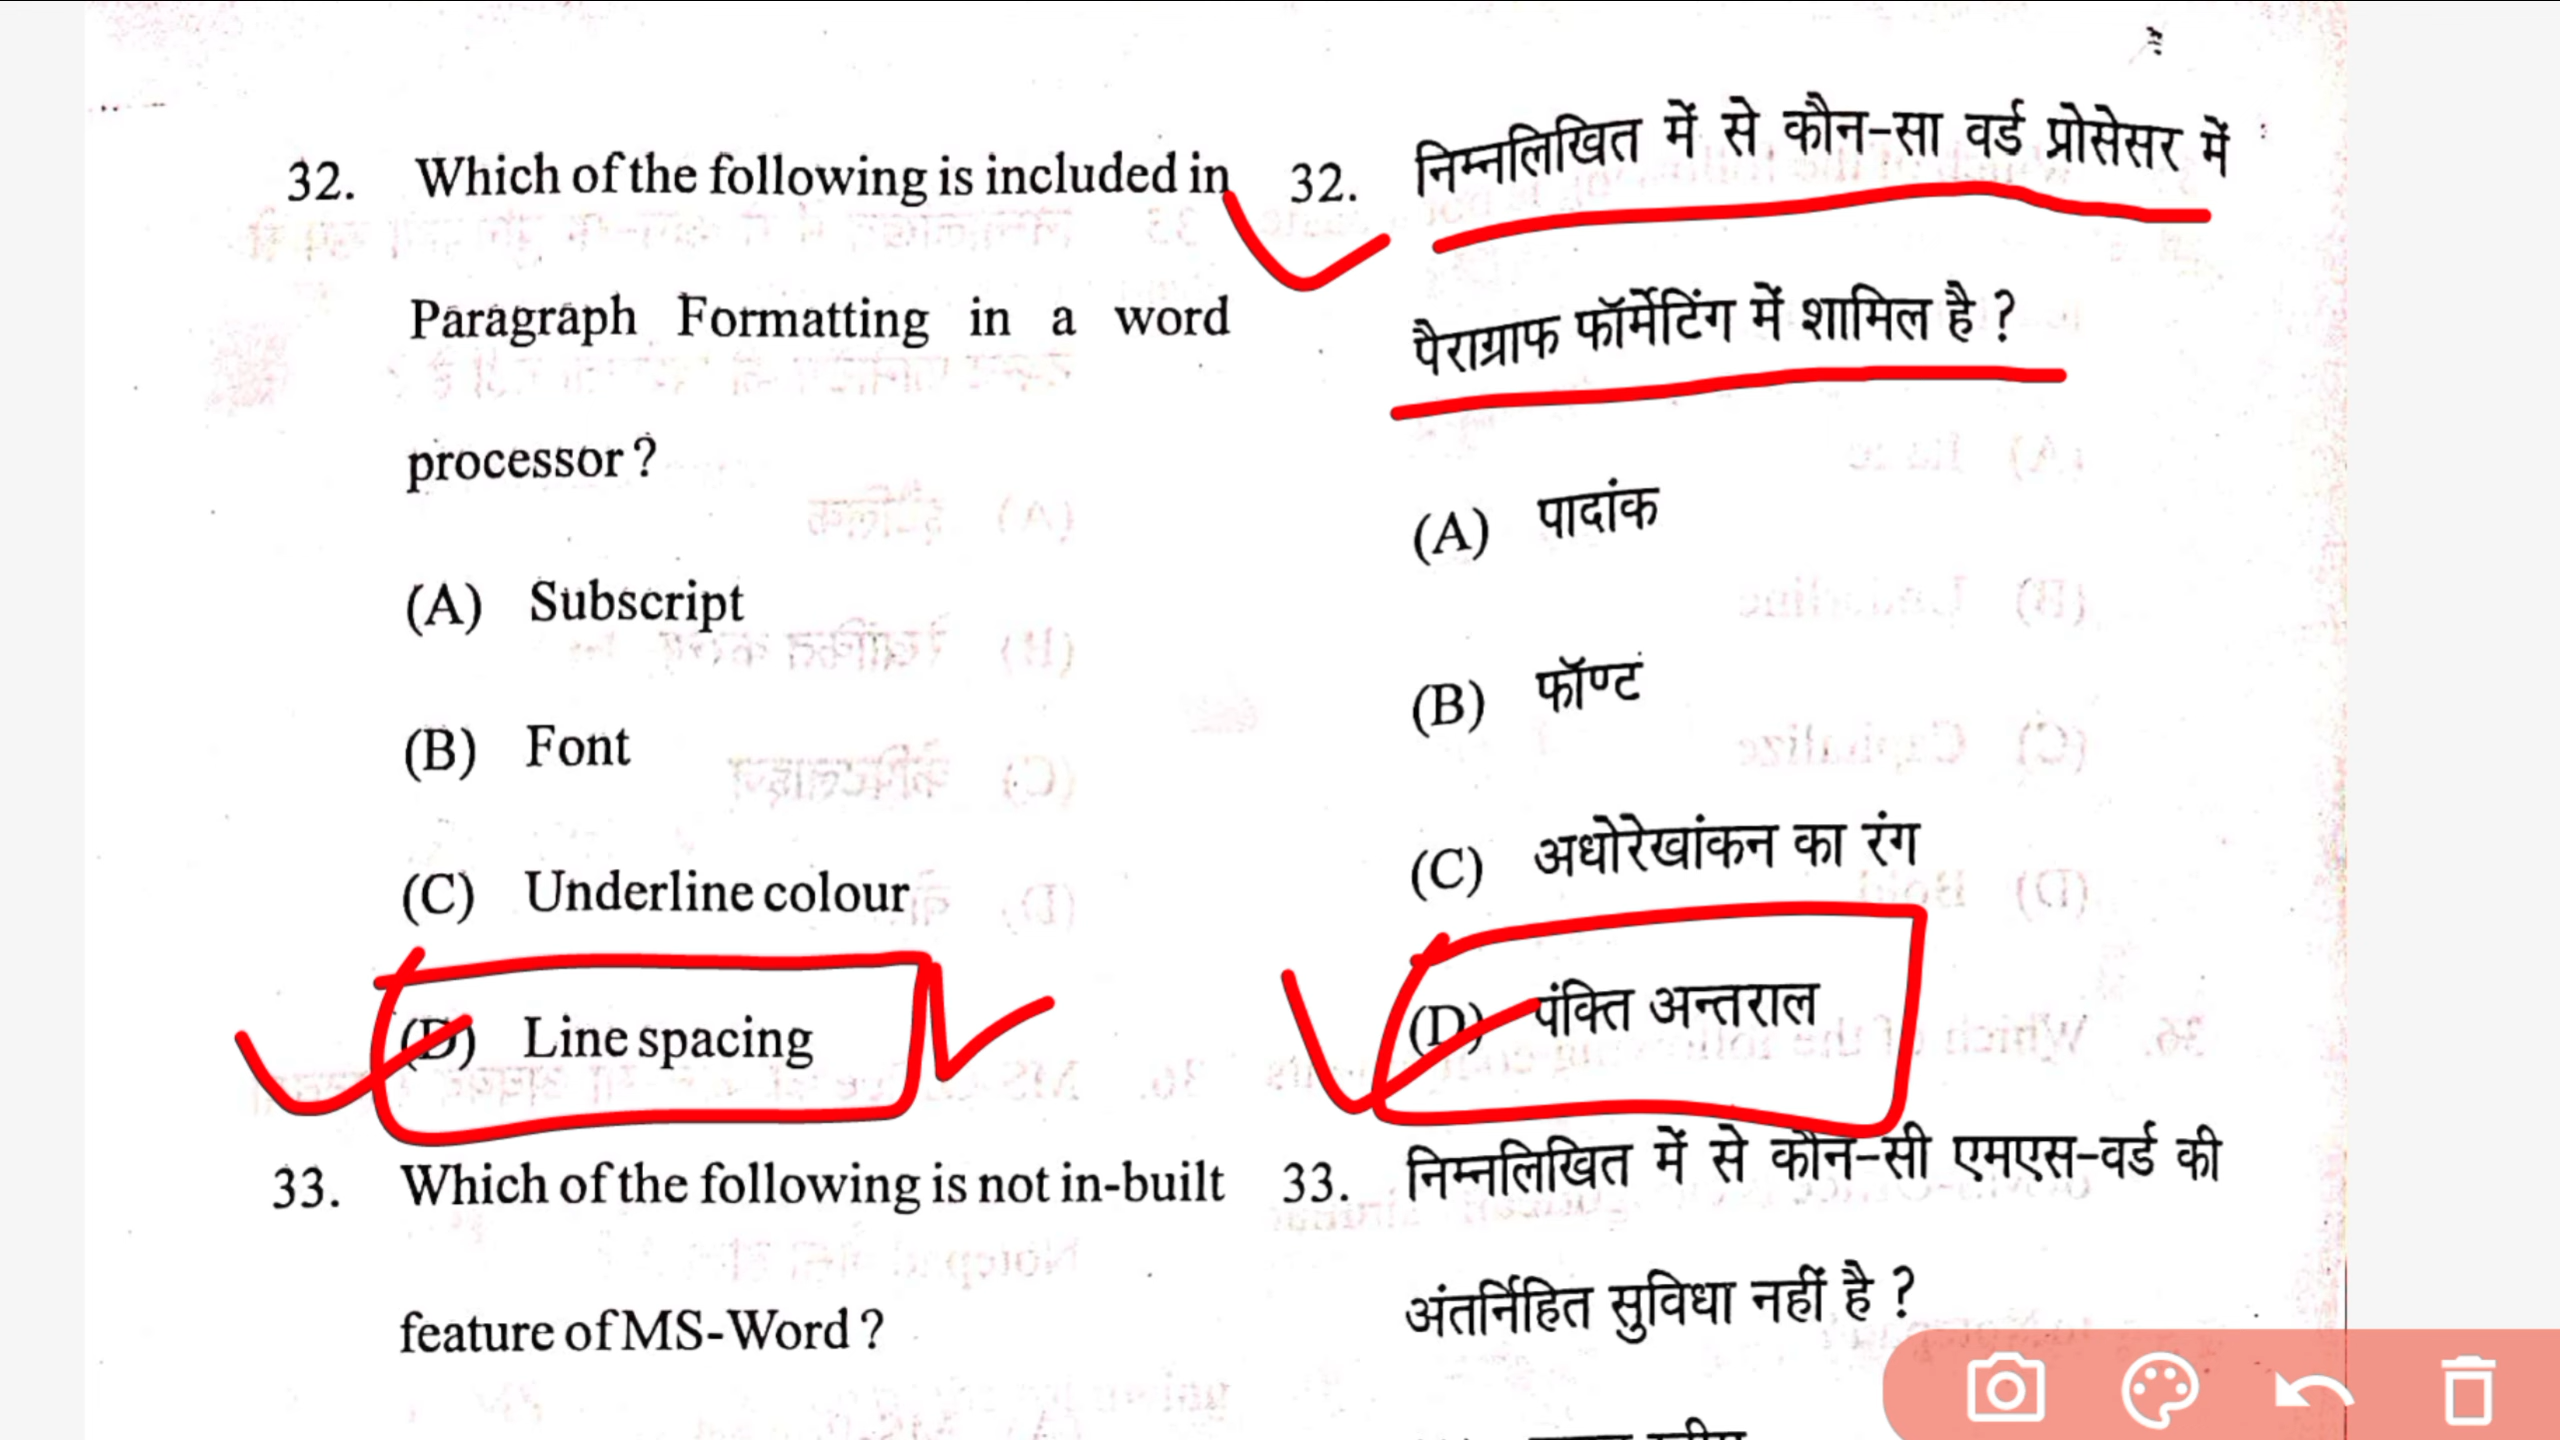 32. Which of the following is included in
Paragraph Formatting in a word
processor ?
(A) Subscript
(B) Font
(C) Underline colour
(D) Line spacing
33. Which of the following is not in-built
feature of MS-Word ?
32. निम्नलिखित में से कौन-सा वर्ड प्रोसेसर में
पैराग्राफ फॉर्मेटिंग में शामिल है ?
(A) पादांक
(B) फॉण्ट
(C) अधोरेखांकन का रंग
(D) पंक्ति अन्तराल
33. निम्नलिखित में से कौन-सी एमएस-वर्ड की
अंतर्निहित सुविधा नहीं है ?